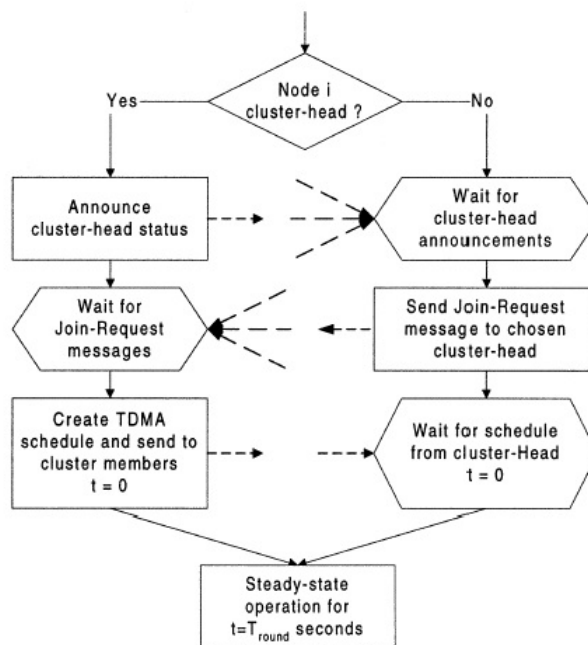 Node i
cluster-head ?
Yes
No
Announce
cluster-head status
Wait for
cluster-head
announcements
Wait for
Join-Request
messages
Send Join-Request
message to chosen
cluster-head
Create TDMA
schedule and send to
cluster members
t = 0
Wait for schedule
from cluster-Head
t = 0
Steady-state
operation for
t=Tround seconds